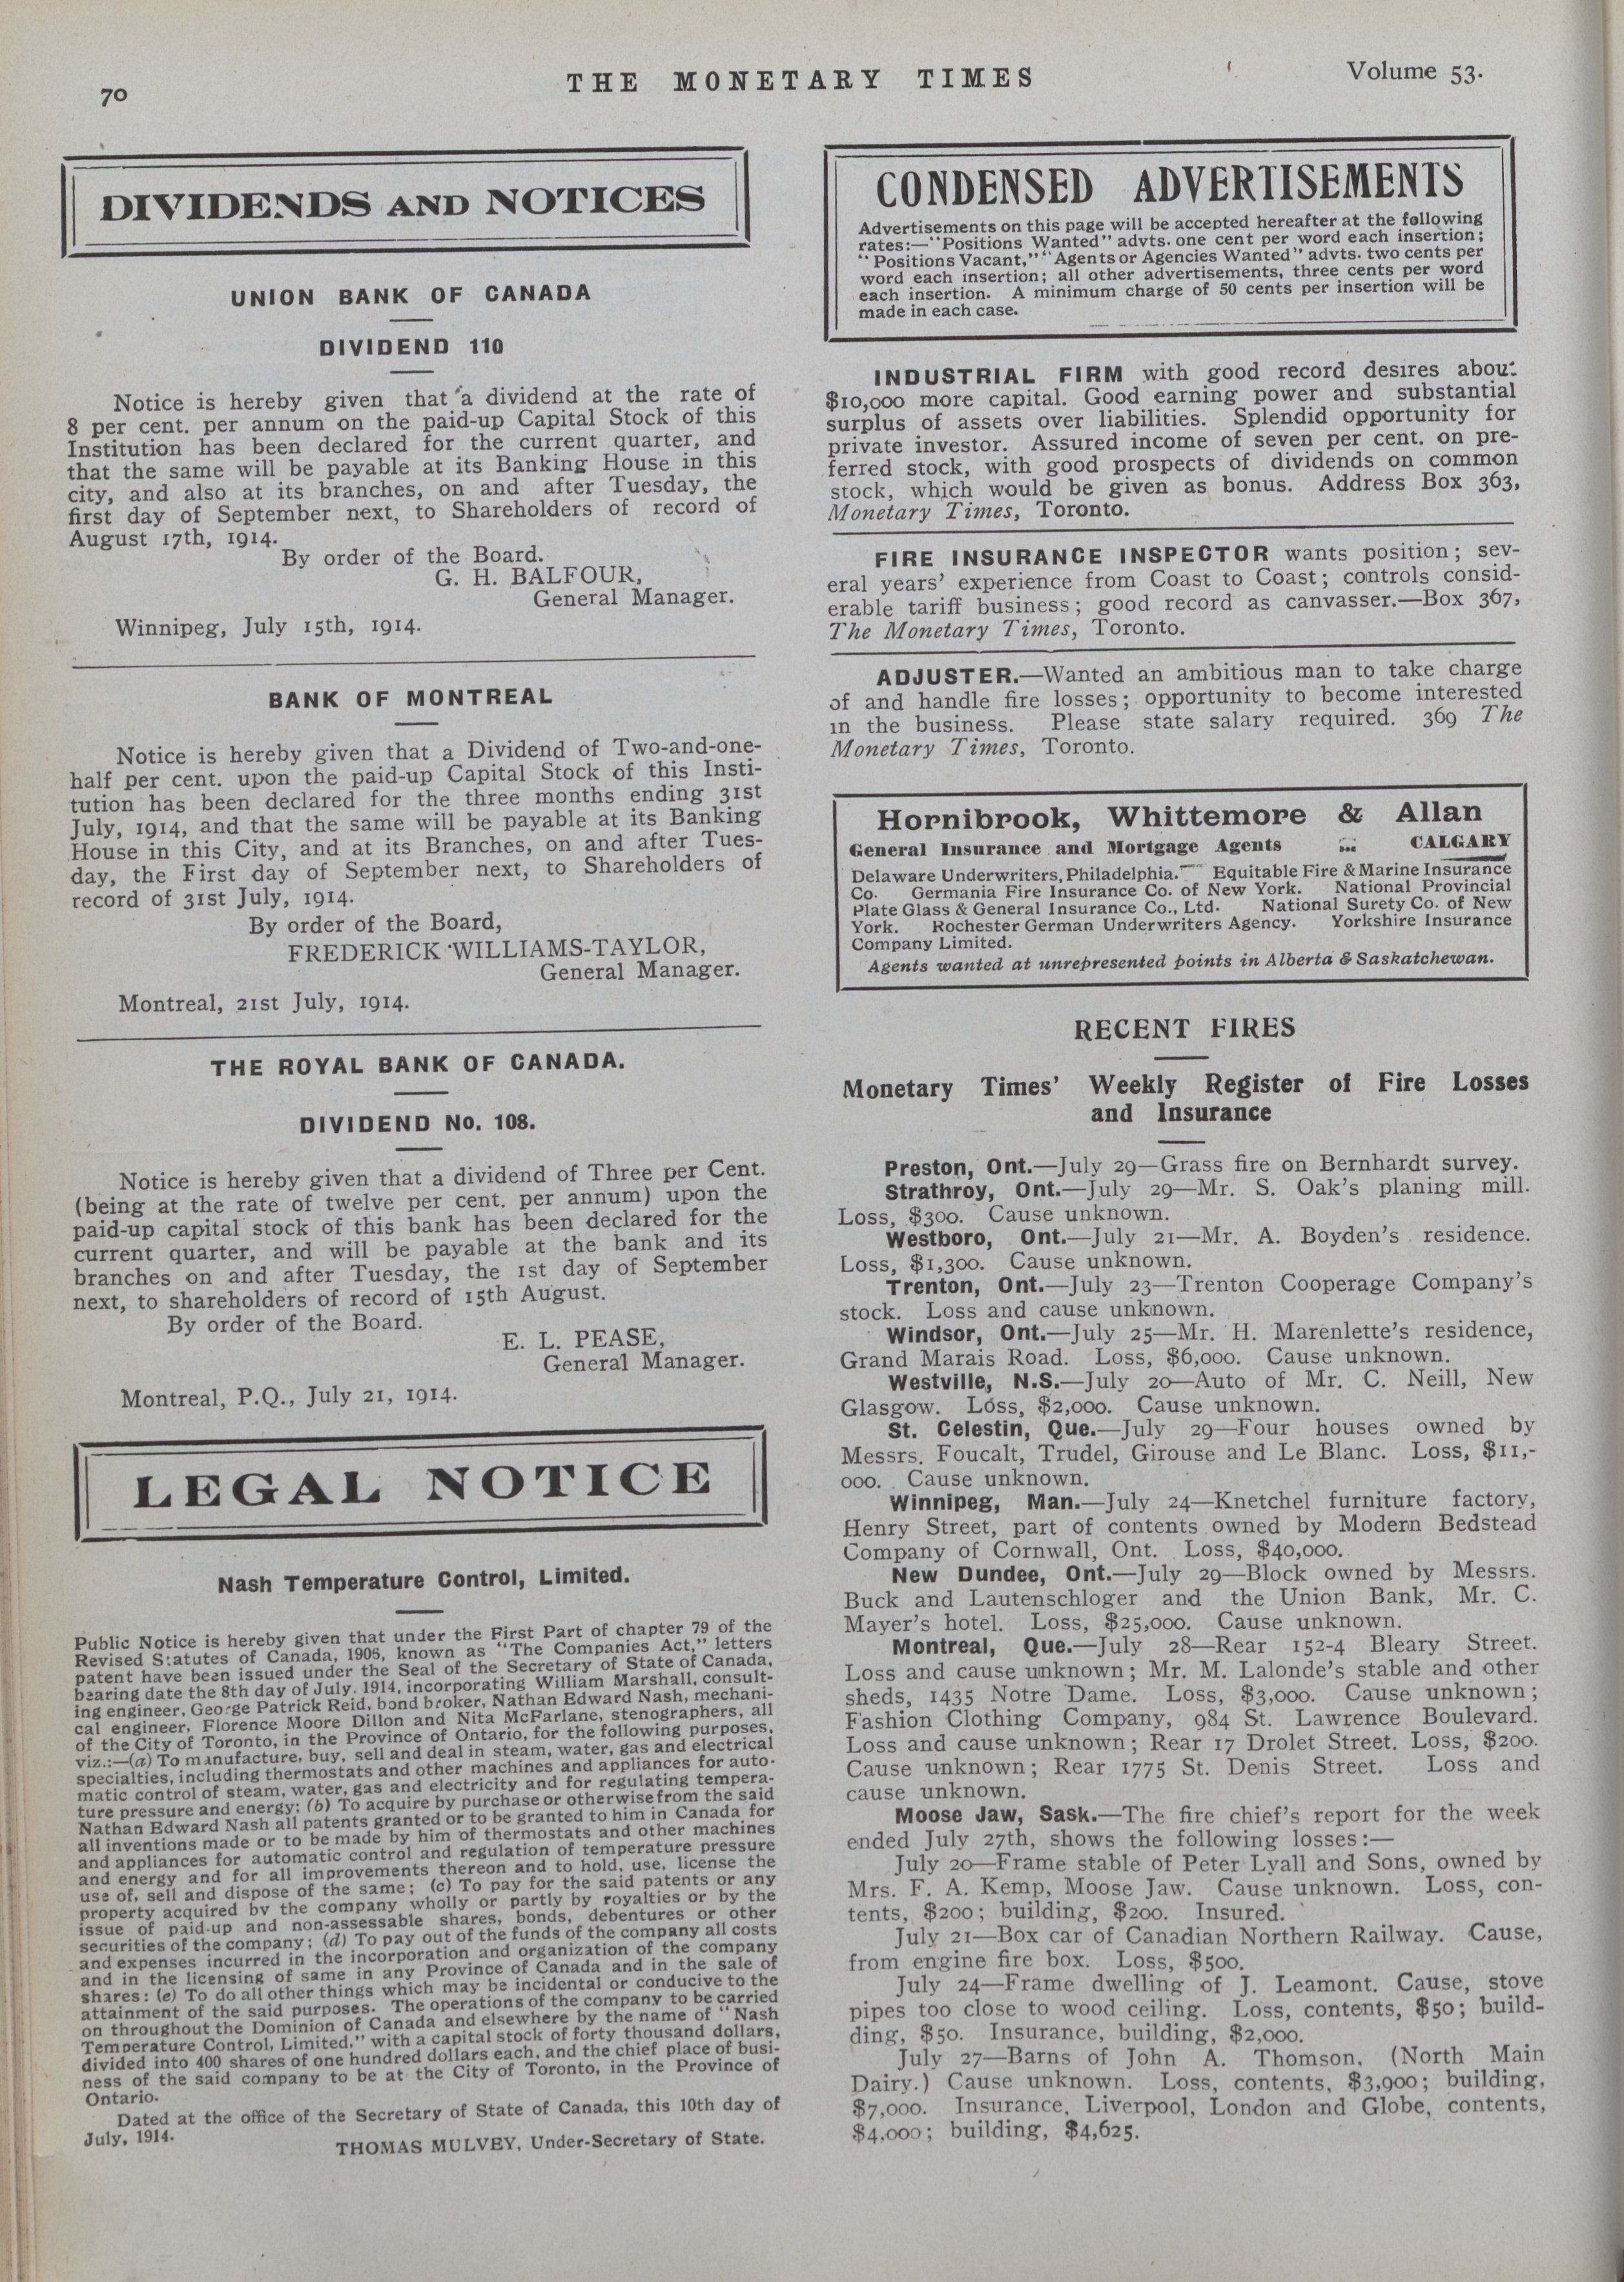 70
THE MONETARY TIMES
Volume 53.
DIVIDENDS AND NOTICES
UNION BANK OF CANADA
DIVIDEND 110
Notice is hereby given that a dividend at the rate of
8 per cent. per annum on the paid-up Capital Stock of this
Institution has been declared for the current quarter, and
that the same will be payable at its Banking House in this
city, and also at its branches, on and after Tuesday, the
first day of September next, to Shareholders of record of
August 17th, 1914.
By order of the Board.
G. H. BALFOUR,
General Manager.
Winnipeg, July 15th, 1914.
BANK OF MONTREAL
Notice is hereby given that a Dividend of Two-and-one-
half per cent. upon the paid-up Capital Stock of this Insti-
tution has been declared for the three months ending 31st
July, 1914, and that the same will be payable at its Banking
House in this City, and at its Branches, on and after Tues-
day, the First day of September next, to Shareholders of
record of 31st July, 1914.
By order of the Board,
FREDERICK WILLIAMS-TAYLOR,
General Manager.
Montreal, 21st July, 1914.
THE ROYAL BANK OF CANADA.
DIVIDEND No. 108.
Notice is hereby given that a dividend of Three per Cent.
(being at the rate of twelve per cent. per annum) upon the
paid-up capital stock of this bank has been declared for the
current quarter, and will be payable at the bank and its
branches on and after Tuesday, the 1st day of September
next, to shareholders of record of 15th August.
By order of the Board.
E. L. PEASE,
General Manager.
Montreal, P.Q., July 21, 1914.
LEGAL NOTICE
Nash Temperature Control, Limited.
Public Notice is hereby given that under the First Part of chapter 79 of the
Revised Statutes of Canada, 1906, known as "The Companies Act," letters
patent have been issued under the Seal of the Secretary of State of Canada,
bearing date the 8th day of July, 1914, incorporating William Marshall, consult-
ing engineer, George Patrick Reid, bond broker, Nathan Edward Nash, mechani-
cal engineer, Florence Moore Dillon and Nita McFarlane, stenographers, all
of the City of Toronto, in the Province of Ontario, for the following purposes,
viz.:—(a) To manufacture, buy, sell and deal in steam, water, gas and electrical
specialties, including thermostats and other machines and appliances for auto-
matic control of steam, water, gas and electricity and for regulating tempera-
ture pressure and energy; (b) To acquire by purchase or otherwise from the said
Nathan Edward Nash all patents granted or to be granted to him in Canada for
all inventions made or to be made by him of thermostats and other machines
and appliances for automatic control and regulation of temperature pressure
and energy and for all improvements thereon and to hold, use, license the
use of, sell and dispose of the same; (c) To pay for the said patents or any
property acquired by the company wholly or partly by royalties or by the
issue of paid-up and non-assessable shares, bonds, debentures or other
securities of the company; (d) To pay out of the funds of the company all costs
and expenses incurred in the incorporation and organization of the company
and in the licensing of same in any Province of Canada and in the sale of
shares: (e) To do all other things which may be incidental or conducive to the
attainment of the said purposes. The operations of the company to be carried
on throughout the Dominion of Canada and elsewhere by the name of "Nash
Temperature Control, Limited," with a capital stock of forty thousand dollars,
divided into 400 shares of one hundred dollars each, and the chief place of busi-
ness of the said company to be at the City of Toronto, in the Province of
Ontario.
Dated at the office of the Secretary of State of Canada, this 10th day of
July, 1914.
THOMAS MULVEY, Under-Secretary of State.
CONDENSED ADVERTISEMENTS
Advertisements on this page will be accepted hereafter at the following
rates:—"Positions Wanted" advts. one cent per word each insertion;
"Positions Vacant," "Agents or Agencies Wanted" advts. two cents per
word each insertion; all other advertisements, three cents per word
each insertion. A minimum charge of 50 cents per insertion will be
made in each case.
INDUSTRIAL FIRM with good record desires about
$10,000 more capital. Good earning power and substantial
surplus of assets over liabilities. Splendid opportunity for
private investor. Assured income of seven per cent. on pre-
ferred stock, with good prospects of dividends on common
stock, which would be given as bonus. Address Box 363,
Monetary Times, Toronto.
FIRE INSURANCE INSPECTOR wants position; sev-
eral years' experience from Coast to Coast; controls consid-
erable tariff business; good record as canvasser.—Box 367,
The Monetary Times, Toronto.
ADJUSTER.—Wanted an ambitious man to take charge
of and handle fire losses; opportunity to become interested
in the business. Please state salary required. 369 The
Monetary Times, Toronto.
Hornibrook, Whittemore & Allan
General Insurance and Mortgage Agents CALGARY
Delaware Underwriters, Philadelphia. Equitable Fire & Marine Insurance
Co. Germania Fire Insurance Co. of New York. National Provincial
Plate Glass & General Insurance Co., Ltd. National Surety Co. of New
York. Rochester German Underwriters Agency. Yorkshire Insurance
Company Limited.
Agents wanted at unrepresented points in Alberta & Saskatchewan.
RECENT FIRES
Monetary Times' Weekly Register of Fire Losses
and Insurance
Preston, Ont.—July 29—Grass fire on Bernhardt survey.
Strathroy, Ont.—July 29—Mr. S. Oak's planing mill.
Loss, $300. Cause unknown.
Westboro, Ont.—July 21—Mr. A. Boyden's residence.
Loss, $1,300. Cause unknown.
Trenton, Ont.—July 23—Trenton Cooperage Company's
stock. Loss and cause unknown.
Windsor, Ont.—July 25—Mr. H. Marenlette's residence,
Grand Marais Road. Loss, $6,000. Cause unknown.
Westville, N.S.—July 20—Auto of Mr. C. Neill, New
Glasgow. Loss, $2,000. Cause unknown.
St. Celestin, Que.—July 29—Four houses owned by
Messrs. Foucalt, Trudel, Girouse and Le Blanc. Loss, $11,-
000. Cause unknown.
Winnipeg, Man.—July 24—Knetchel furniture factory,
Henry Street, part of contents owned by Modern Bedstead
Company of Cornwall, Ont. Loss, $40,000.
New Dundee, Ont.—July 29—Block owned by Messrs.
Buck and Lautenschloger and the Union Bank, Mr. C.
Mayer's hotel. Loss, $25,000. Cause unknown.
Montreal, Que.—July 28—Rear 152-4 Bleary Street.
Loss and cause unknown; Mr. M. Lalonde's stable and other
sheds, 1435 Notre Dame. Loss, $3,000. Cause unknown;
Fashion Clothing Company, 984 St. Lawrence Boulevard.
Loss and cause unknown; Rear 17 Drolet Street. Loss, $200.
Cause unknown; Rear 1775 St. Denis Street. Loss and
cause unknown.
Moose Jaw, Sask.—The fire chief's report for the week
ended July 27th, shows the following losses:—
July 20—Frame stable of Peter Lyall and Sons, owned by
Mrs. F. A. Kemp, Moose Jaw. Cause unknown. Loss, con-
tents, $200; building, $200. Insured.
July 21—Box car of Canadian Northern Railway. Cause,
from engine fire box. Loss, $500.
July 24—Frame dwelling of J. Leamont. Cause, stove
pipes too close to wood ceiling. Loss, contents, $50; build-
ding, $50. Insurance, building, $2,000.
July 27—Barns of John A. Thomson, (North Main
Dairy.) Cause unknown. Loss, contents, $3,900; building,
$7,000. Insurance, Liverpool, London and Globe, contents,
$4,000; building, $4,625.